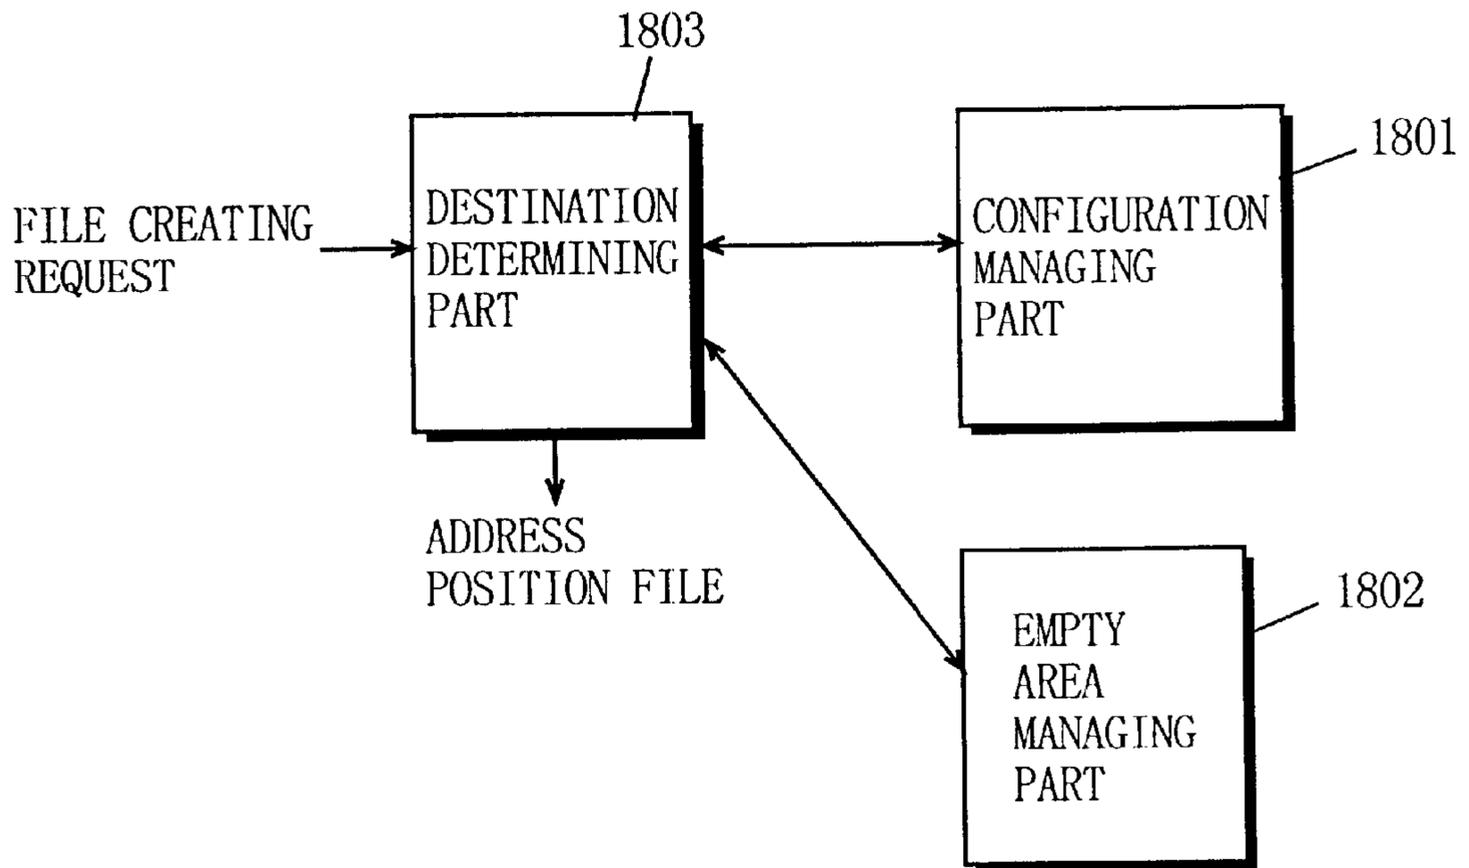 1803
1801
FILE CREATING
REQUEST
DESTINATION
DETERMINING
PART
CONFIGURATION
MANAGING
PART
ADDRESS
POSITION FILE
1802
EMPTY
AREA
MANAGING
PART